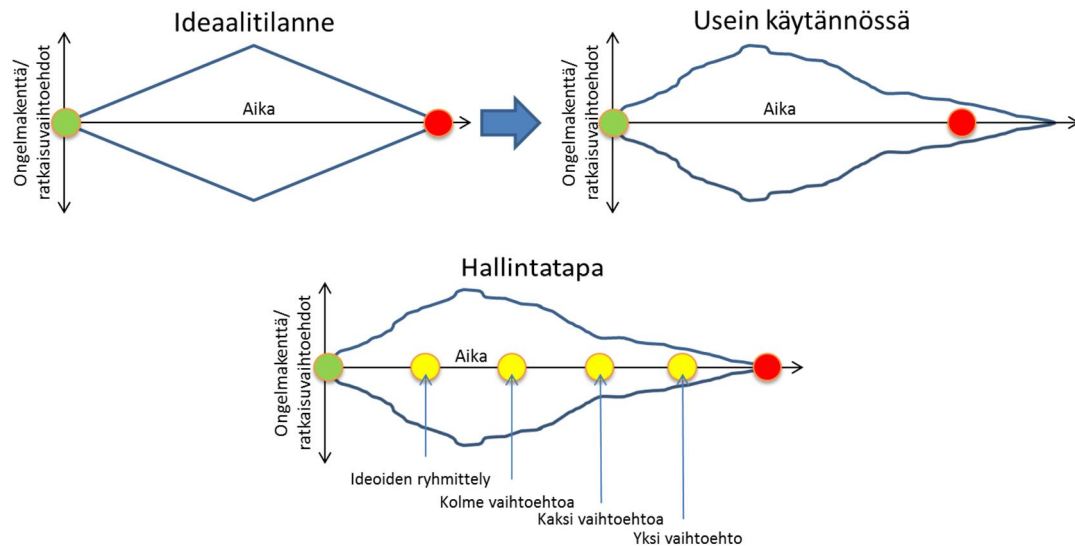 Ideaalitilanne
Ongelmakenttä/
ratkaisuvaihtoehdot
Aika
Usein käytännössä
Ongelmakenttä/
ratkaisuvaihtoehdot
Aika
Hallintatapa
Ongelmakenttä/
ratkaisuvaihtoehdot
Aika
Ideoiden ryhmittely
Kolme vaihtoehtoa
Kaksi vaihtoehtoa
Yksi vaihtoehto